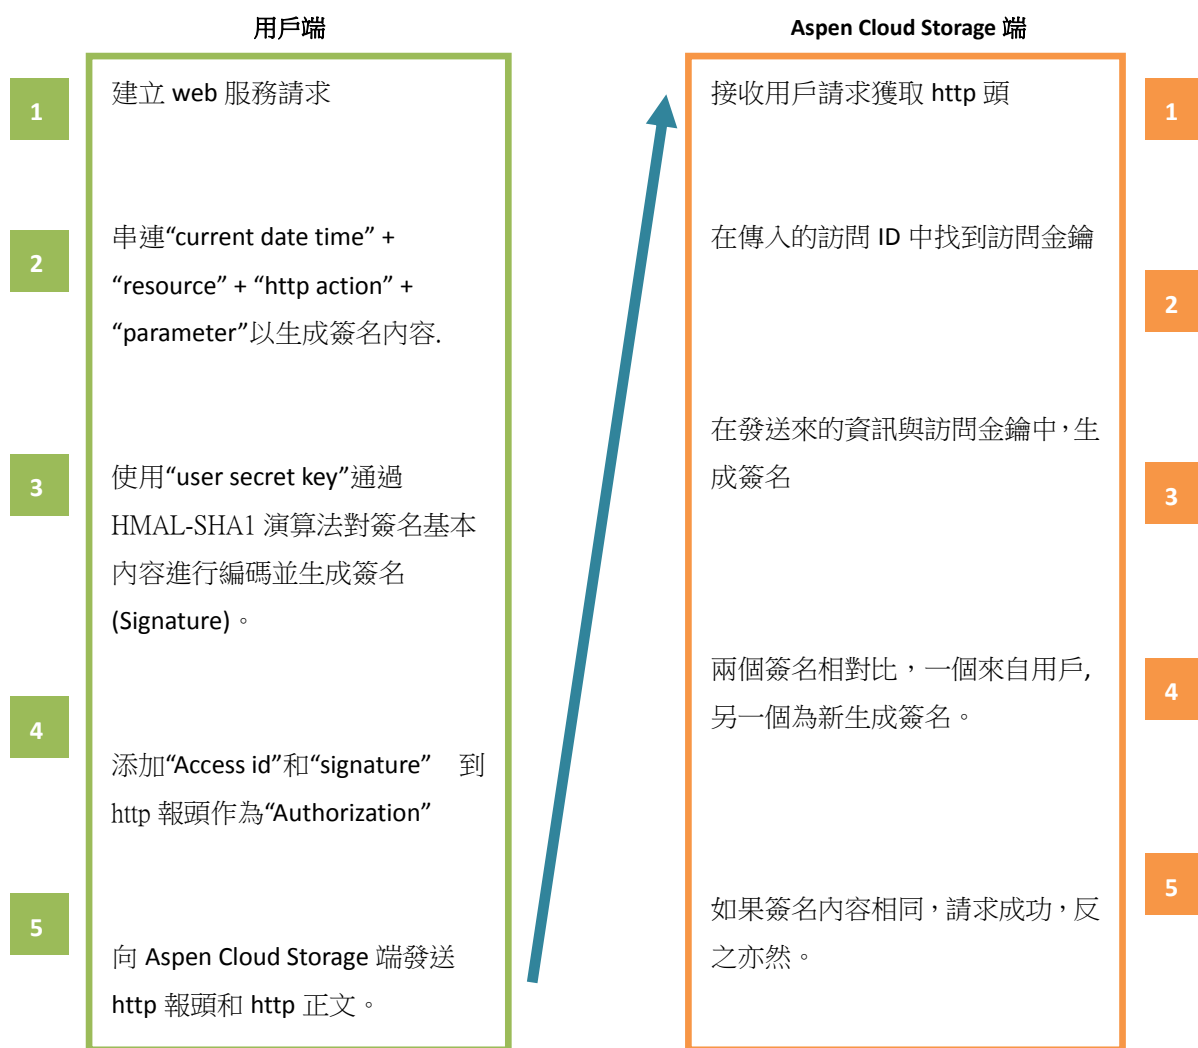 用戶端
1
建立 web 服務請求
2
串連“current date time” +
“resource” + “http action” +
“parameter”以生成簽名內容.
3
使用“user secret key”通過
HMAL-SHA1 演算法對簽名基本
內容進行編碼並生成簽名
(Signature)。
4
添加“Access id”和“signature” 到
http 報頭作為“Authorization”
5
向 Aspen Cloud Storage 端發送
http 報頭和 http 正文。
Aspen Cloud Storage 端
接收用戶請求獲取 http 頭
1
在傳入的訪問 ID 中找到訪問金鑰
2
在發送來的資訊與訪問金鑰中，生
成簽名
3
兩個簽名相對比，一個來自用戶,
另一個為新生成簽名。
4
如果簽名內容相同，請求成功，反
之亦然。
5